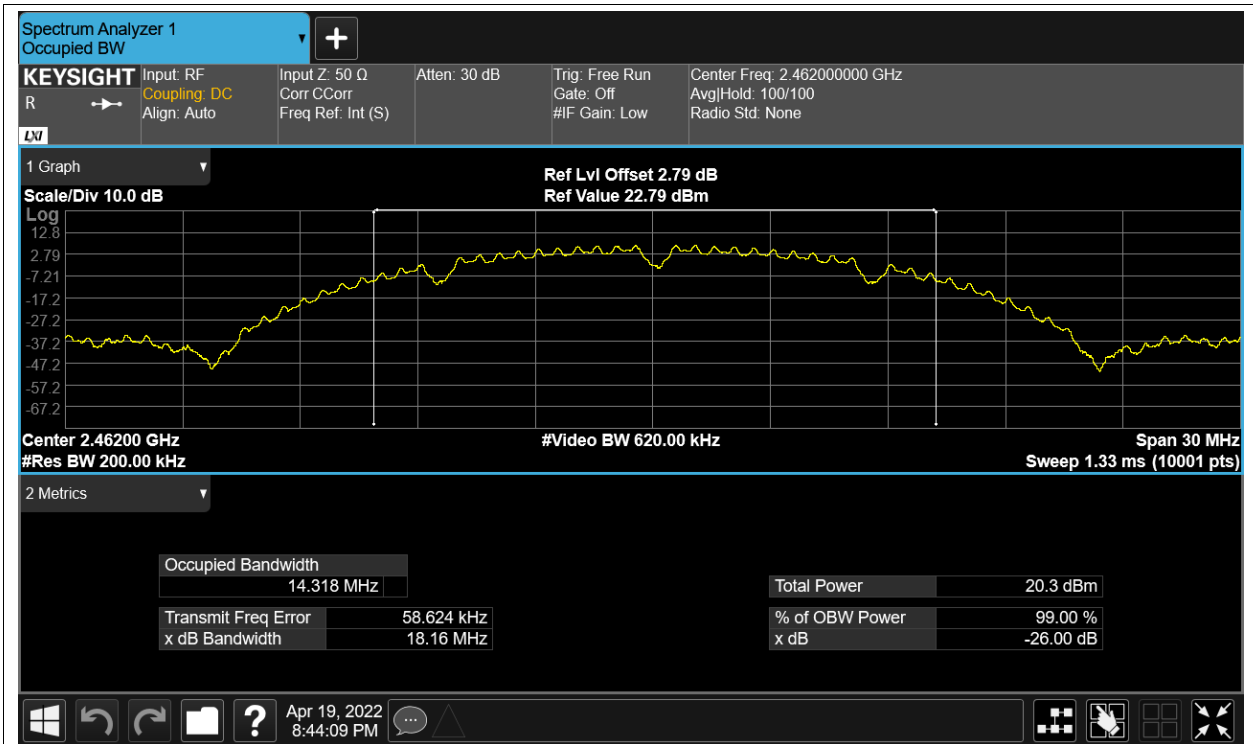 Spectrum Analyzer 1
Occupied BW
+
KEYSIGHT Input: RF Input Z: 50 Ω Atten: 30 dB Trig: Free Run Center Freq: 2.462000000 GHz
R Coupling: DC Corr CCorr Gate: Off Avg|Hold: 100/100
Align: Auto Freq Ref: Int (S) #IF Gain: Low Radio Std: None
LXI
1 Graph
Ref Lvl Offset 2.79 dB
Scale/Div 10.0 dB Ref Value 22.79 dBm
Log
12.8
2.79
-7.21
-17.2
-27.2
-37.2
-47.2
-57.2
-67.2
Center 2.46200 GHz #Video BW 620.00 kHz Span 30 MHz
#Res BW 200.00 kHz Sweep 1.33 ms (10001 pts)
2 Metrics
Occupied Bandwidth
14.318 MHz Total Power 20.3 dBm
Transmit Freq Error 58.624 kHz % of OBW Power 99.00 %
x dB Bandwidth 18.16 MHz x dB -26.00 dB
? Apr 19, 2022
8:44:09 PM